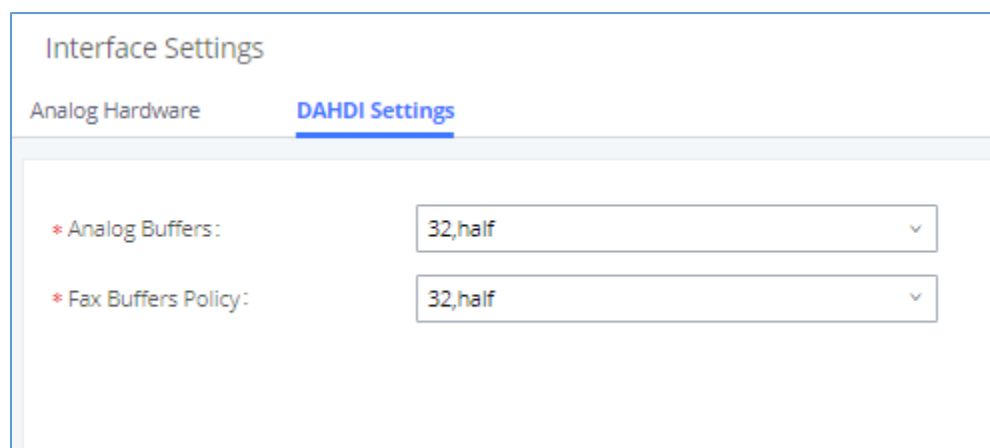 Interface Settings
Analog Hardware DAHDI Settings
* Analog Buffers: 32,half
* Fax Buffers Policy: 32,half